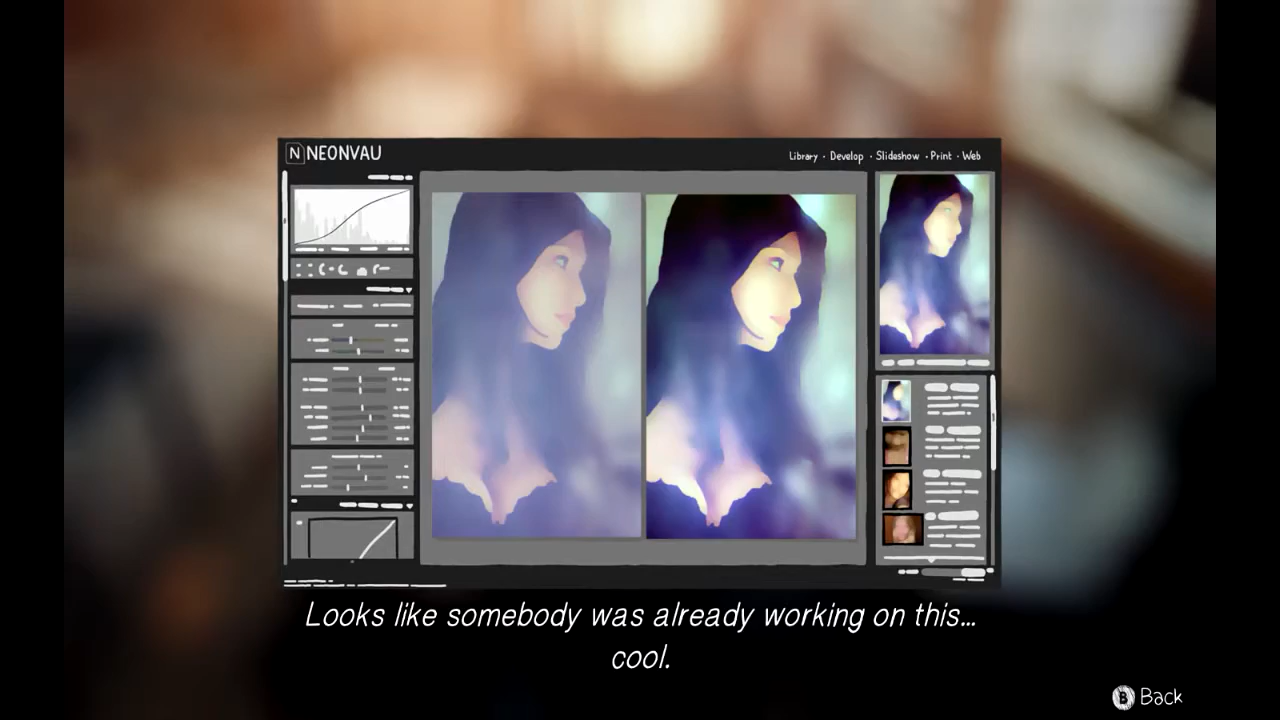 N NEONVAU
Library · Develop · Slideshow · Print · Web
Looks like somebody was already working on this...
cool.
B Back